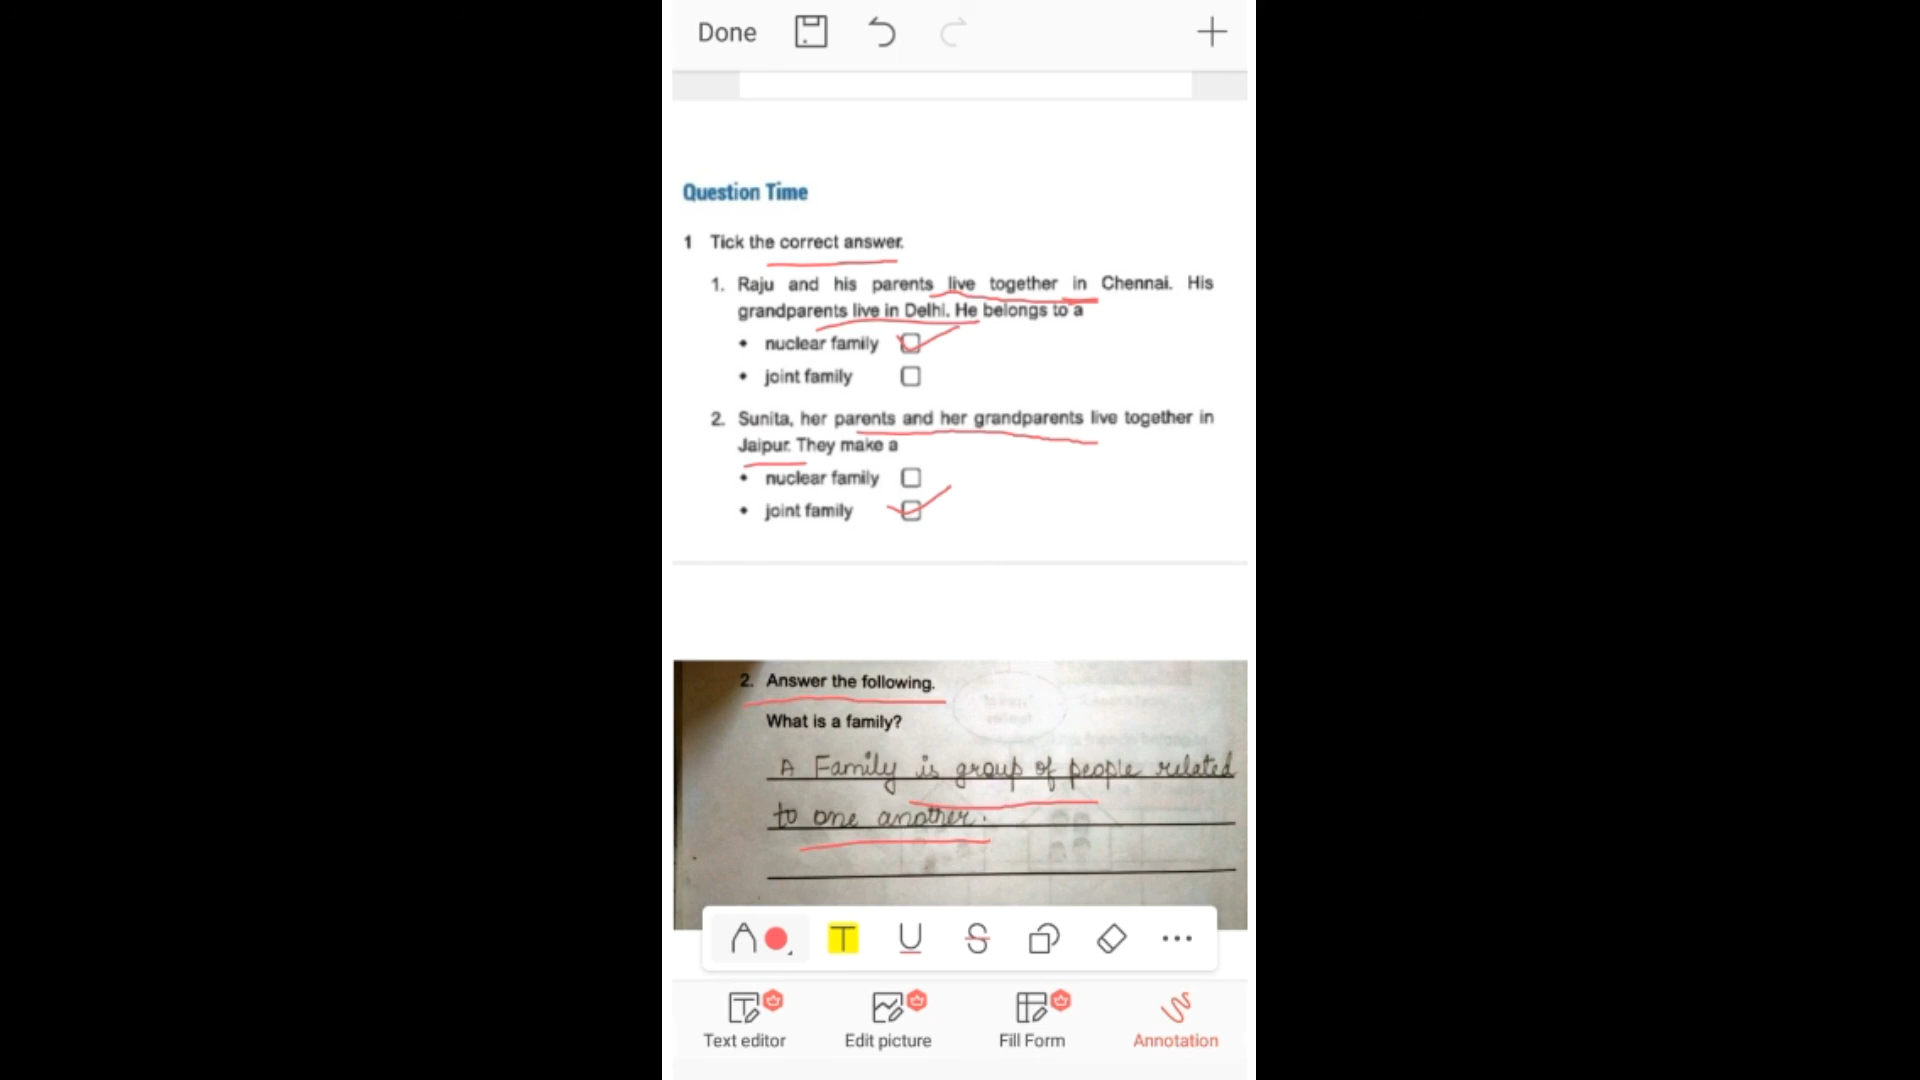 Done
Question Time
1 Tick the correct answer.
1. Raju and his parents live together in Chennai. His
grandparents live in Delhi. He belongs to a
• nuclear family
• joint family
2. Sunita, her parents and her grandparents live together in
Jaipur. They make a
• nuclear family
• joint family
2. Answer the following.
What is a family?
A Family is group of people related
to one another.
T U S
Text editor Edit picture Fill Form Annotation